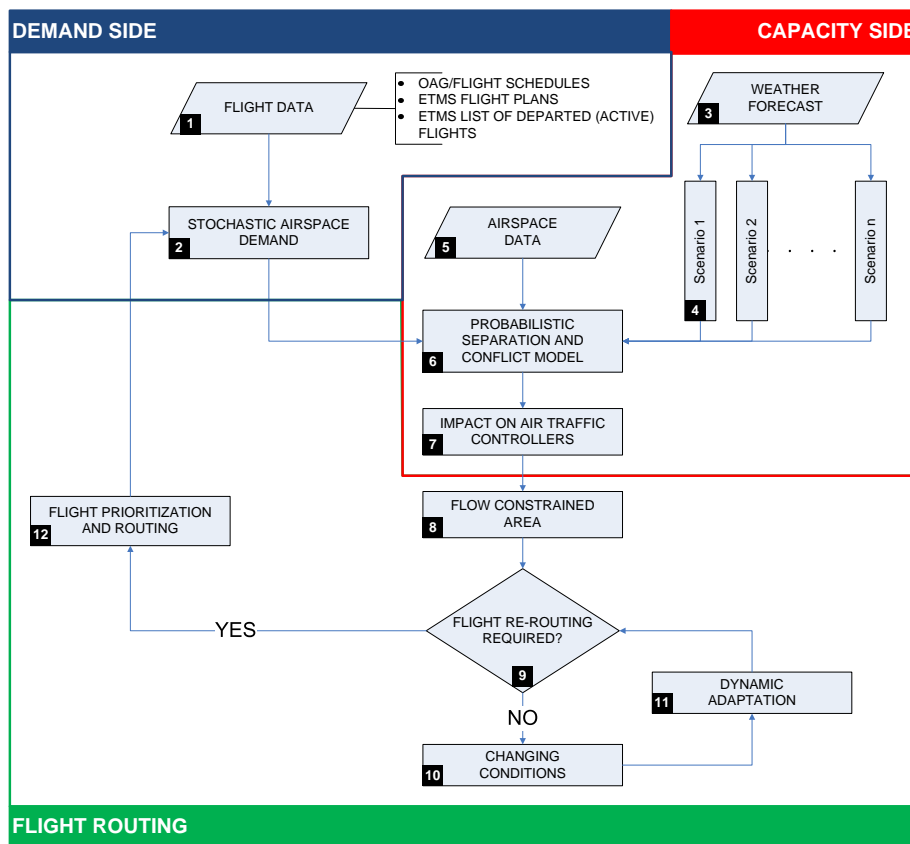 DEMAND SIDE
CAPACITY SIDE
FLIGHT DATA
1
• OAG/FLIGHT SCHEDULES
• ETMS FLIGHT PLANS
• ETMS LIST OF DEPARTED (ACTIVE)
FLIGHTS
WEATHER
FORECAST
3
STOCHASTIC AIRSPACE
DEMAND
2
AIRSPACE
DATA
5
Scenario 1
4
Scenario 2
. . . .
Scenario n
PROBABILISTIC
SEPARATION AND
CONFLICT MODEL
6
IMPACT ON AIR TRAFFIC
CONTROLLERS
7
FLOW CONSTRAINED
AREA
8
FLIGHT PRIORITIZATION
AND ROUTING
12
FLIGHT RE-ROUTING
REQUIRED?
9
YES
NO
DYNAMIC
ADAPTATION
11
CHANGING
CONDITIONS
10
FLIGHT ROUTING